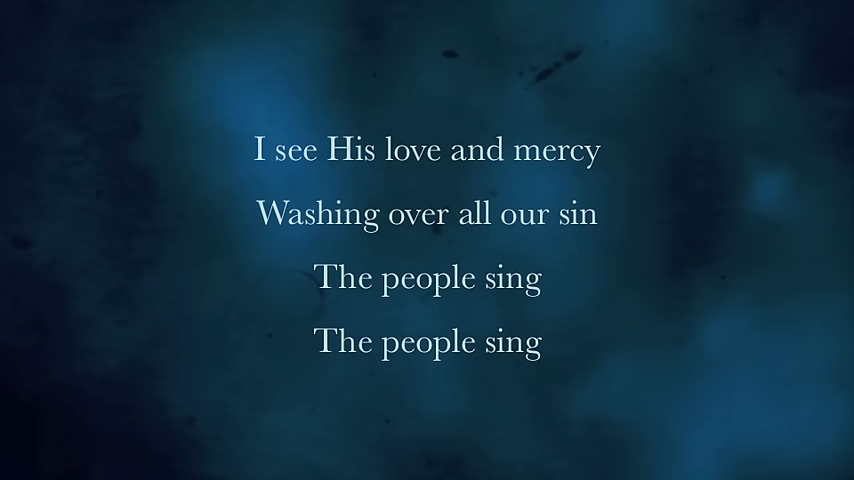 I see His love and mercy
Washing over all our sin
The people sing
The people sing